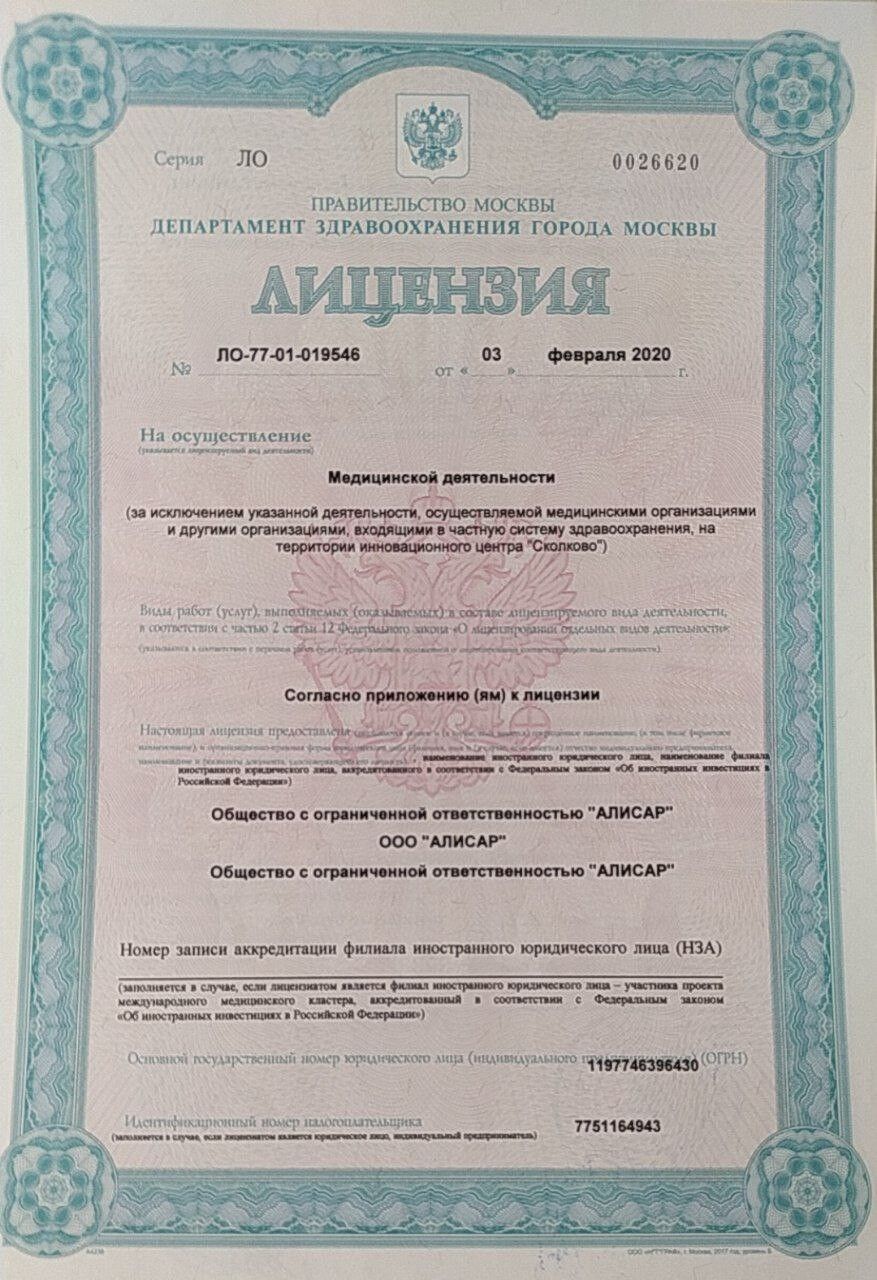 Серия ЛО 0026620
ПРАВИТЕЛЬСТВО МОСКВЫ
ДЕПАРТАМЕНТ ЗДРАВООХРАНЕНИЯ ГОРОДА МОСКВЫ
ЛИЦЕНЗИЯ
№ ЛО-77-01-019546 от « 03 » февраля 2020 г.
На осуществление
(указывается лицензируемый вид деятельности)
Медицинской деятельности
(за исключением указанной деятельности, осуществляемой медицинскими организациями
и другими организациями, входящими в частную систему здравоохранения, на
территории инновационного центра "Сколково")
Виды работ (услуг), выполняемых (оказываемых) в составе лицензируемого вида деятельности,
в соответствии с частью 2 статьи 12 Федерального закона «О лицензировании отдельных видов деятельности»:
Согласно приложению (ям) к лицензии
Настоящая лицензия предоставлена
наименование иностранного юридического лица, наименование филиала
иностранного юридического лица, аккредитованного в соответствии с Федеральным законом «Об иностранных инвестициях в
Российской Федерации»)
Общество с ограниченной ответственностью "АЛИСАР"
ООО "АЛИСАР"
Общество с ограниченной ответственностью "АЛИСАР"
Номер записи аккредитации филиала иностранного юридического лица (НЗА)
(заполняется в случае, если лицензиатом является филиал иностранного юридического лица – участника проекта
международного медицинского кластера, аккредитованный в соответствии с Федеральным законом
«Об иностранных инвестициях в Российской Федерации»)
Основной государственный номер юридического лица (индивидуального предпринимателя) (ОГРН)
1197746396430
Идентификационный номер налогоплательщика 7751164943
(заполняется в случае, если лицензиатом является юридическое лицо, индивидуальный предприниматель)